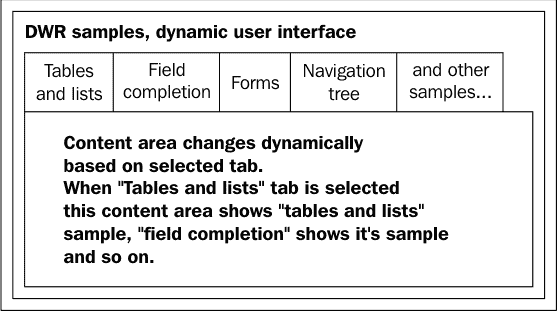 DWR samples, dynamic user interface
Tables
and lists
Field
completion
Forms
Navigation
tree
and other
samples...
Content area changes dynamically
based on selected tab.
When "Tables and lists" tab is selected
this content area shows "tables and lists"
sample, "field completion" shows it's sample
and so on.